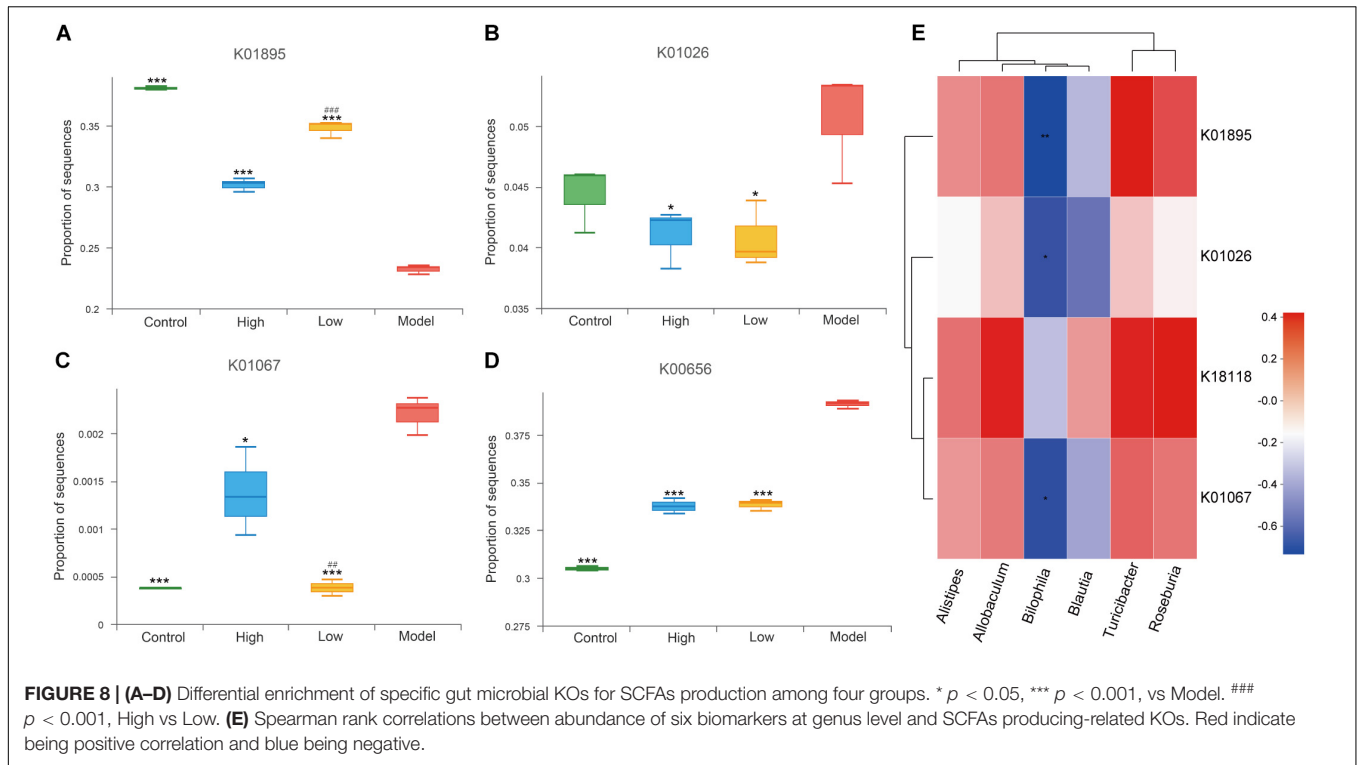 A
K01895
Proportion of sequences
0.35
0.3
0.25
0.2
***
***
###
***
Control
High
Low
Model
B
K01026
Proportion of sequences
0.05
0.045
0.04
0.035
*
*
Control
High
Low
Model
C
K01067
Proportion of sequences
0.002
0.0015
0.001
0.0005
0
***
*
##
***
Control
High
Low
Model
D
K00656
Proportion of sequences
0.375
0.35
0.325
0.3
0.275
***
***
***
Control
High
Low
Model
E
**
K01895
*
K01026
K18118
*
K01067
0.4
0.2
-0.0
-0.2
-0.4
-0.6
Alistipes
Allobaculum
Bilophila
Blautia
Turicibacter
Roseburia
FIGURE 8 | (A–D) Differential enrichment of specific gut microbial KOs for SCFAs production among four groups. * p < 0.05, *** p < 0.001, vs Model. ###
p < 0.001, High vs Low. (E) Spearman rank correlations between abundance of six biomarkers at genus level and SCFAs producing-related KOs. Red indicate
being positive correlation and blue being negative.